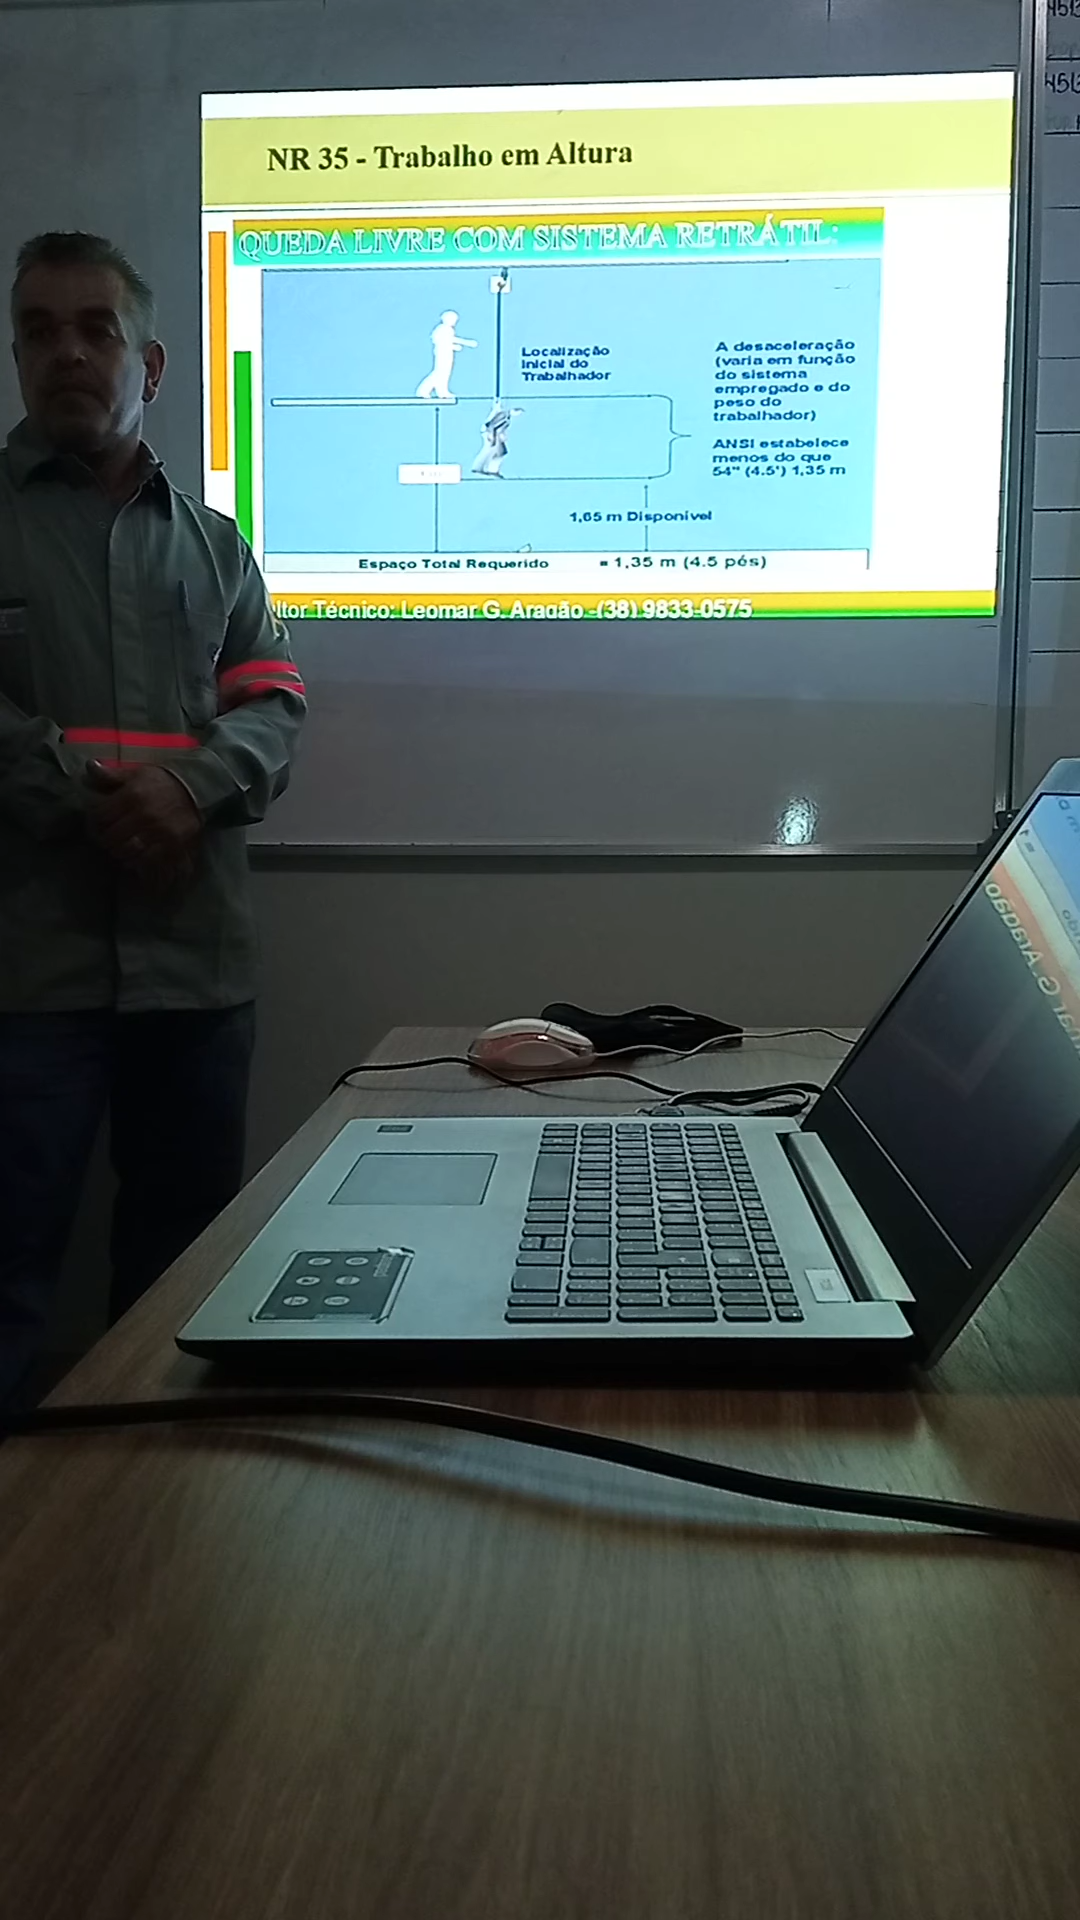 NR 35 - Trabalho em Altura
QUEDA LIVRE COM SISTEMA RETRÁTIL:
Localização
Inicial do
Trabalhador
A desaceleração
(varia em função
do sistema
empregado e do
peso do
trabalhador)
ANSI estabelece
menos do que
54" (4.5') 1,35 m
1,65 m Disponível
Espaço Total Requerido = 1,35 m (4.5 pés)
ltor Técnico: Leomar G. Aragão -(38) 9833-0575
G. Aragão